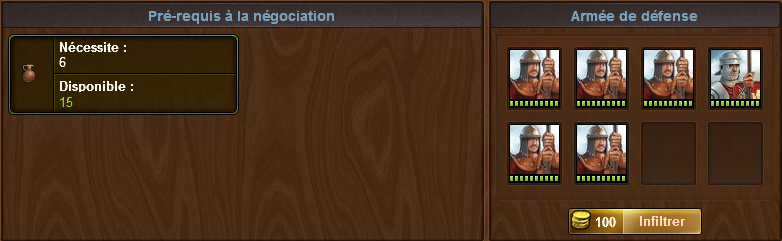 Pré-requis à la négociation
Nécessite :
6
Disponible :
15
Armée de défense
100 Infiltrer